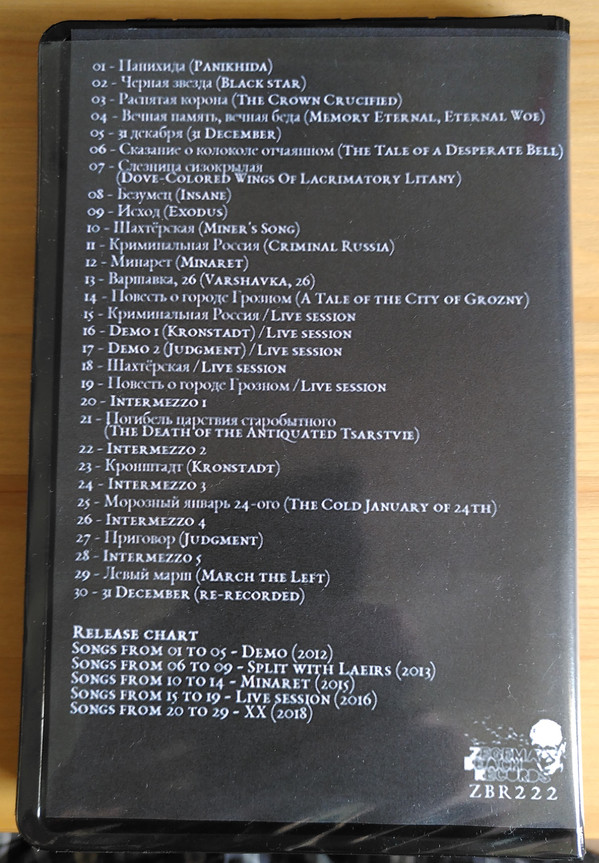 01 - Панихида (Panikhida)
02 - Черная звезда (Black star)
03 - Распятая корона (The Crown Crucified)
04 - Вечная память, вечная беда (Memory Eternal, Eternal Woe)
05 - 31 декабря (31 December)
06 - Сказание о колоколе отчаянном (The Tale of a Desperate Bell)
07 - Слезница сизокрылая
(Dove-Colored Wings Of Lacrimatory Litany)
08 - Безумец (Insane)
09 - Исход (Exodus)
10 - Шахтёрская (Miner's Song)
11 - Криминальная Россия (Criminal Russia)
12 - Минарет (Minaret)
13 - Варшавка, 26 (Varshavka, 26)
14 - Повесть о городе Грозном (A Tale of the City of Grozny)
15 - Криминальная Россия / Live session
16 - Demo 1 (Kronstadt) / Live session
17 - Demo 2 (Judgment) / Live session
18 - Шахтёрская / Live session
19 - Повесть о городе Грозном / Live session
20 - Intermezzo 1
21 - Погибель царствия старобытного
(The Death of the Antiquated Tsarstvie)
22 - Intermezzo 2
23 - Кронштадт (Kronstadt)
24 - Intermezzo 3
25 - Морозный январь 24-ого (The Cold January of 24th)
26 - Intermezzo 4
27 - Приговор (Judgment)
28 - Intermezzo 5
29 - Левый марш (March the Left)
30 - 31 December (re-recorded)
Release chart
Songs from 01 to 05 - Demo (2012)
Songs from 06 to 09 - Split with Laeirs (2013)
Songs from 10 to 14 - Minaret (2015)
Songs from 15 to 19 - Live session (2016)
Songs from 20 to 29 - XX (2018)
ZEGEMA
BEACH
RECORDS
ZBR222